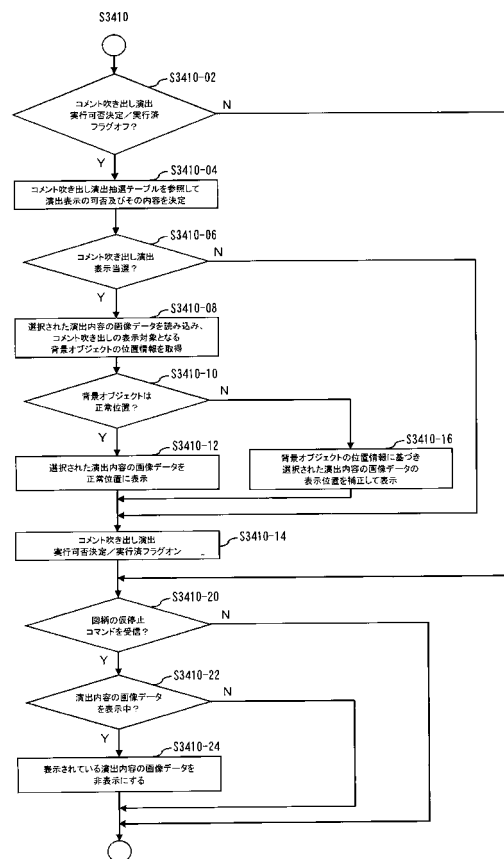 S3410
S3410-02
コメント吹き出し演出
実行可否決定/実行済
フラグオフ?
N
Y
S3410-04
コメント吹き出し演出抽選テーブルを参照して
演出表示の可否及びその内容を決定
S3410-06
コメント吹き出し演出
表示当選?
N
Y
S3410-08
選択された演出内容の画像データを読み込み、
コメント吹き出しの表示対象となる
背景オブジェクトの位置情報を取得
S3410-10
背景オブジェクトは
正常位置?
N
Y
S3410-12
選択された演出内容の画像データを
正常位置に表示
S3410-16
背景オブジェクトの位置情報に基づき
選択された演出内容の画像データの
表示位置を補正して表示
コメント吹き出し演出
実行可否決定/実行済フラグオン
S3410-14
S3410-20
図柄の仮停止
コマンドを受信?
N
Y
S3410-22
演出内容の画像データ
を表示中?
N
Y
S3410-24
表示されている演出内容の画像データを
非表示にする